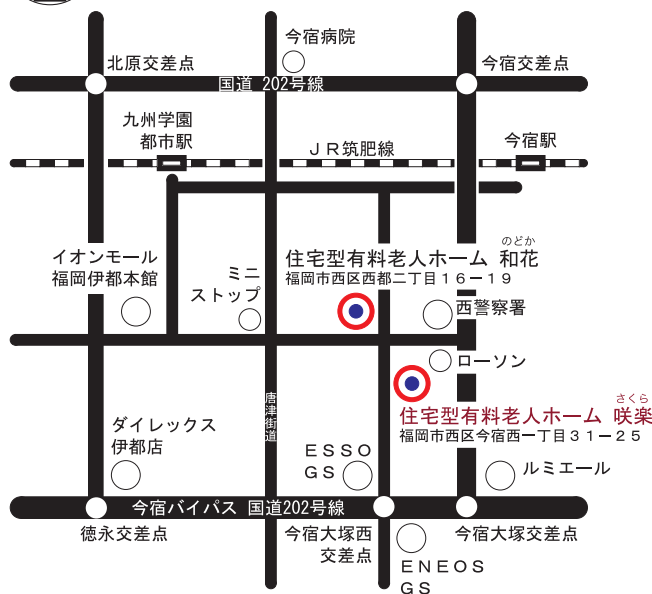 今宿病院
北原交差点
今宿交差点
国道 202号線
九州学園
都市駅
JR筑肥線
今宿駅
のどか
住宅型有料老人ホーム 和花
福岡市西区西都二丁目16−19
イオンモール
福岡伊都本館
ミニ
ストップ
西警察署
ローソン
さくら
住宅型有料老人ホーム 咲楽
福岡市西区今宿西一丁目31−25
唐津街道
ダイレックス
伊都店
ESSO
GS
ルミエール
今宿バイパス 国道202号線
徳永交差点
今宿大塚西
交差点
今宿大塚交差点
ENEOS
GS